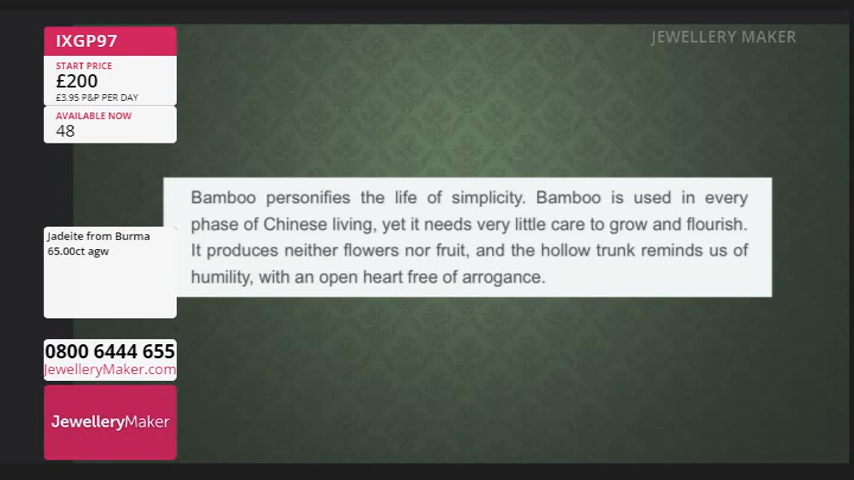 IXGP97
START PRICE
£200
£3.95 P&P PER DAY
AVAILABLE NOW
48
JEWELLERY MAKER
Bamboo personifies the life of simplicity. Bamboo is used in every
phase of Chinese living, yet it needs very little care to grow and flourish.
It produces neither flowers nor fruit, and the hollow trunk reminds us of
humility, with an open heart free of arrogance.
Jadeite from Burma
65.00ct agw
0800 6444 655
JewelleryMaker.com
JewelleryMaker